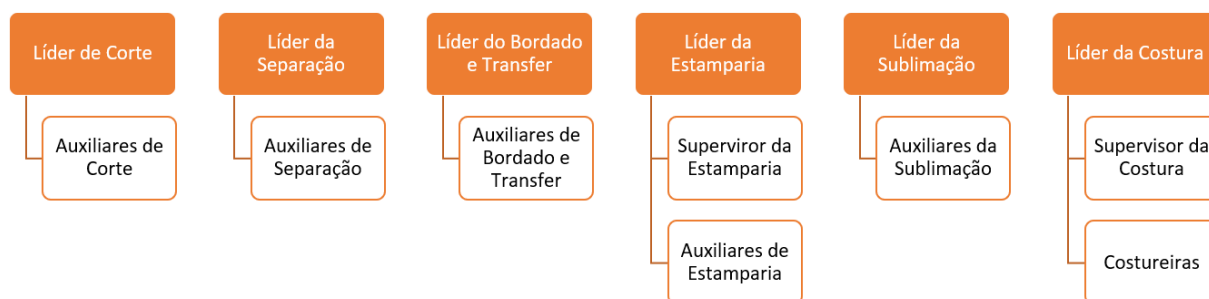 Líder de Corte
Auxiliares de
Corte
Líder da
Separação
Auxiliares de
Separação
Líder do Bordado
e Transfer
Auxiliares de
Bordado e
Transfer
Líder da
Estamparia
Superviror da
Estamparia
Auxiliares de
Estamparia
Líder da
Sublimação
Auxiliares da
Sublimação
Líder da Costura
Supervisor da
Costura
Costureiras